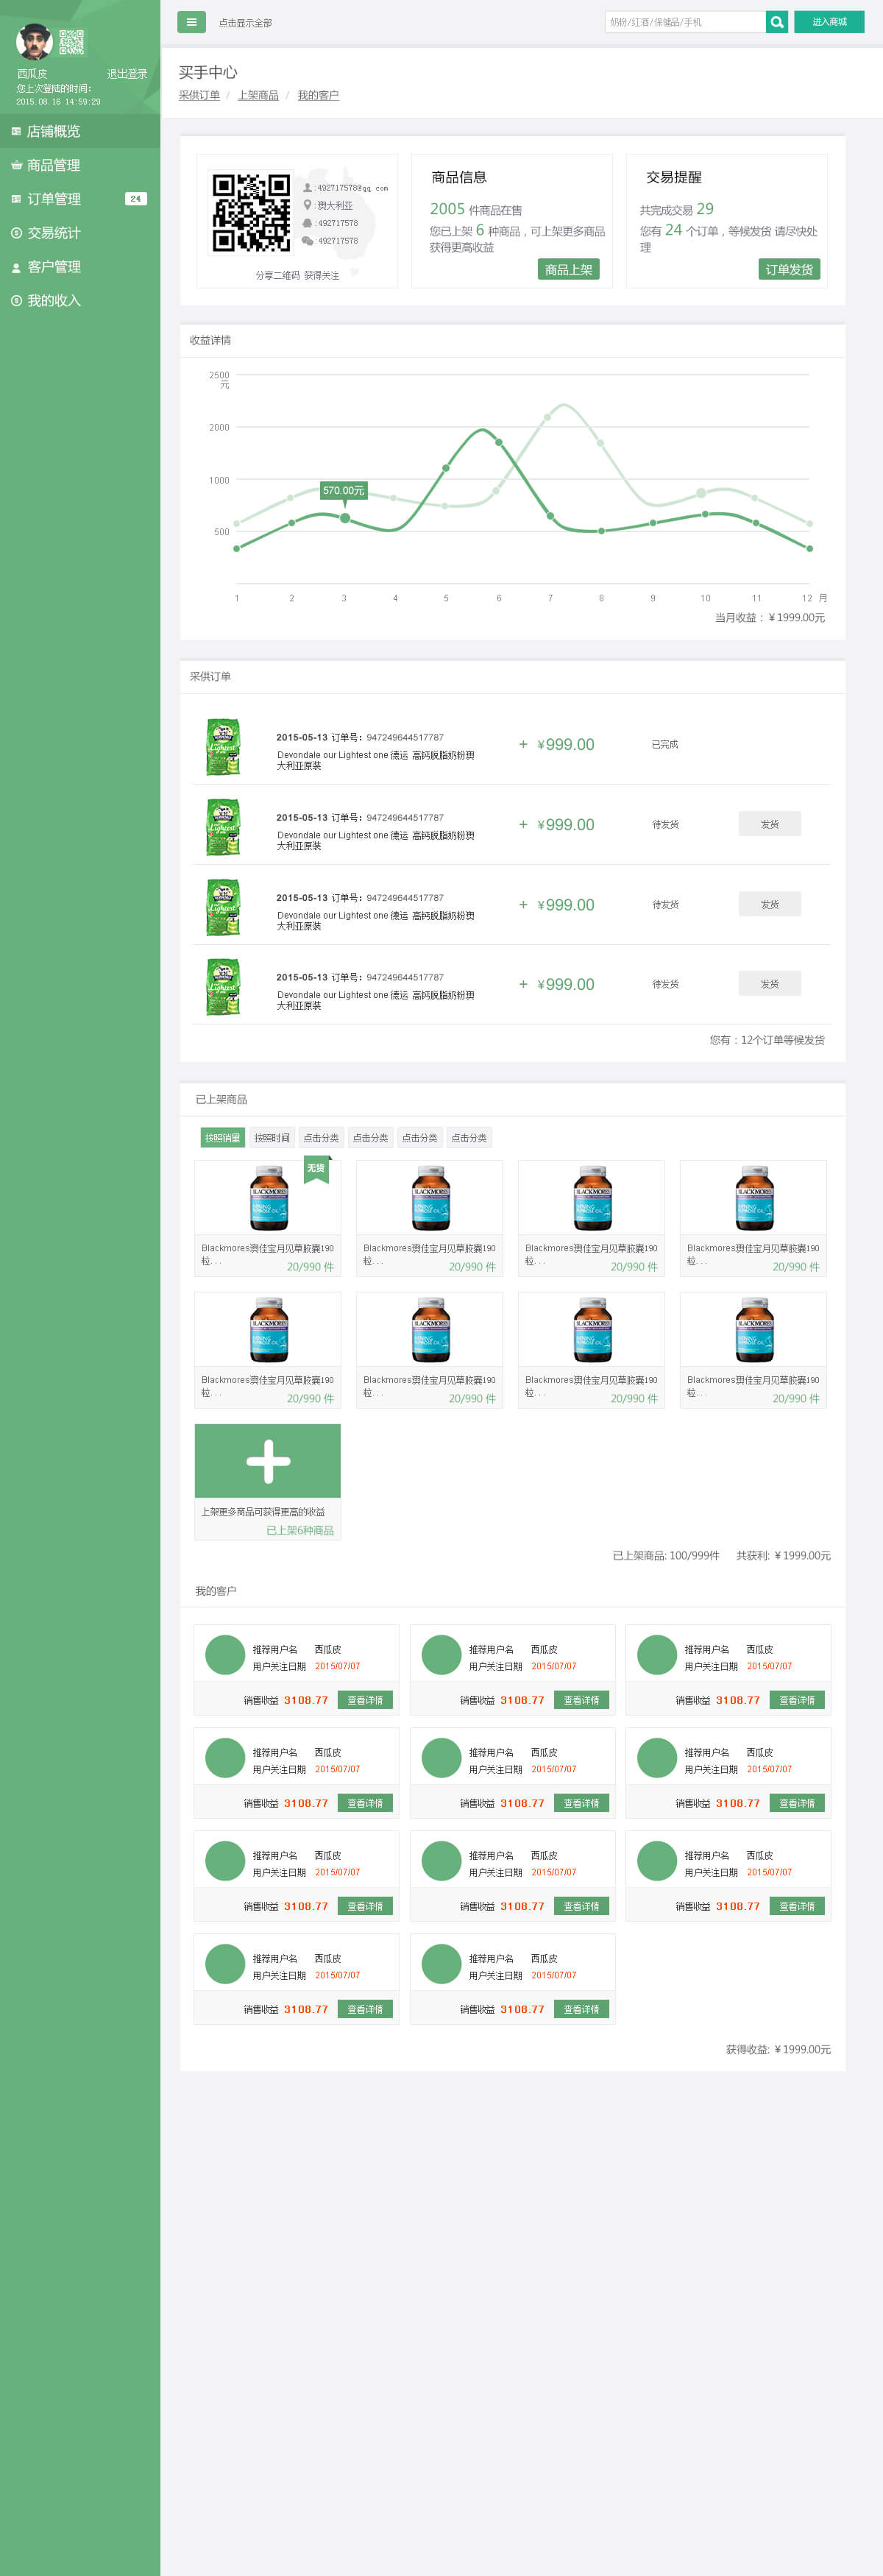 点击显示全部
奶粉/红酒/保健品/手机
进入商城
西瓜皮
退出登录
您上次登陆的时间:
2015.08.16 14:59:29
店铺概览
商品管理
订单管理
24
交易统计
客户管理
我的收入
买手中心
采供订单 / 上架商品 / 我的客户
:492717578@qq.com
:澳大利亚
:492717578
:492717578
分享二维码 获得关注
商品信息
2005 件商品在售
您已上架 6 种商品，可上架更多商品
获得更高收益
商品上架
交易提醒
共完成交易 29
您有 24 个订单，等候发货 请尽快处
理
订单发货
收益详情
2500
元
2000
1000
500
570.00元
1 2 3 4 5 6 7 8 9 10 11 12 月
当月收益：￥1999.00元
采供订单
2015-05-13 订单号: 947249644517787
Devondale our Lightest one 德运 高钙脱脂奶粉澳
大利亚原装
+ ￥999.00
已完成
2015-05-13 订单号: 947249644517787
Devondale our Lightest one 德运 高钙脱脂奶粉澳
大利亚原装
+ ￥999.00
待发货
发货
2015-05-13 订单号: 947249644517787
Devondale our Lightest one 德运 高钙脱脂奶粉澳
大利亚原装
+ ￥999.00
待发货
发货
2015-05-13 订单号: 947249644517787
Devondale our Lightest one 德运 高钙脱脂奶粉澳
大利亚原装
+ ￥999.00
待发货
发货
您有：12个订单等候发货
已上架商品
按照销量 按照时间 点击分类 点击分类 点击分类 点击分类
无货
Blackmores澳佳宝月见草胶囊190
粒...
20/990 件
Blackmores澳佳宝月见草胶囊190
粒...
20/990 件
Blackmores澳佳宝月见草胶囊190
粒...
20/990 件
Blackmores澳佳宝月见草胶囊190
粒...
20/990 件
Blackmores澳佳宝月见草胶囊190
粒...
20/990 件
Blackmores澳佳宝月见草胶囊190
粒...
20/990 件
Blackmores澳佳宝月见草胶囊190
粒...
20/990 件
Blackmores澳佳宝月见草胶囊190
粒...
20/990 件
上架更多商品可获得更高的收益
已上架6种商品
已上架商品: 100/999件 共获利: ￥1999.00元
我的客户
推荐用户名 西瓜皮
用户关注日期 2015/07/07
销售收益 3108.77 查看详情
推荐用户名 西瓜皮
用户关注日期 2015/07/07
销售收益 3108.77 查看详情
推荐用户名 西瓜皮
用户关注日期 2015/07/07
销售收益 3108.77 查看详情
推荐用户名 西瓜皮
用户关注日期 2015/07/07
销售收益 3108.77 查看详情
推荐用户名 西瓜皮
用户关注日期 2015/07/07
销售收益 3108.77 查看详情
推荐用户名 西瓜皮
用户关注日期 2015/07/07
销售收益 3108.77 查看详情
推荐用户名 西瓜皮
用户关注日期 2015/07/07
销售收益 3108.77 查看详情
推荐用户名 西瓜皮
用户关注日期 2015/07/07
销售收益 3108.77 查看详情
推荐用户名 西瓜皮
用户关注日期 2015/07/07
销售收益 3108.77 查看详情
推荐用户名 西瓜皮
用户关注日期 2015/07/07
销售收益 3108.77 查看详情
推荐用户名 西瓜皮
用户关注日期 2015/07/07
销售收益 3108.77 查看详情
获得收益: ￥1999.00元